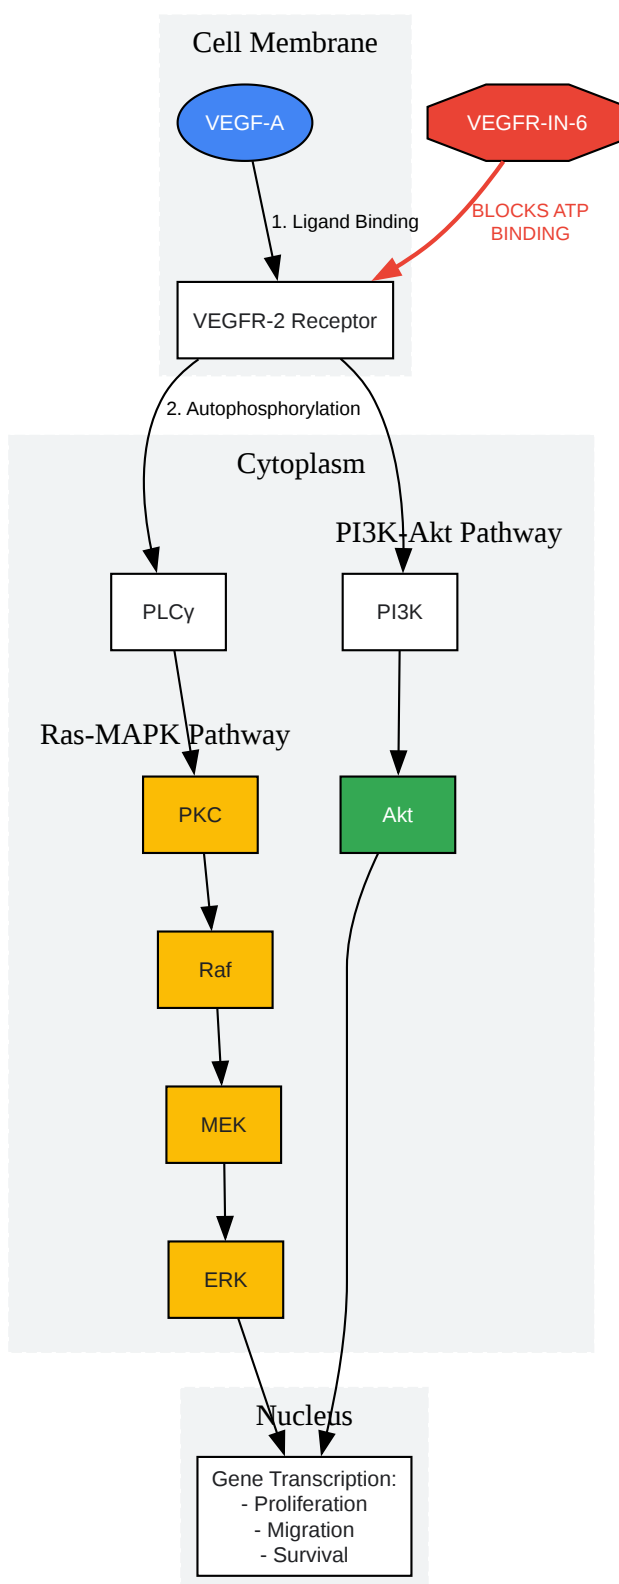 Cell Membrane
VEGF-A
VEGFR-IN-6
1. Ligand Binding
BLOCKS ATP
BINDING
VEGFR-2 Receptor
2. Autophosphorylation
Cytoplasm
PI3K-Akt Pathway
PLCγ
PI3K
Ras-MAPK Pathway
PKC
Akt
Raf
MEK
ERK
Nucleus
Gene Transcription:
- Proliferation
- Migration
- Survival